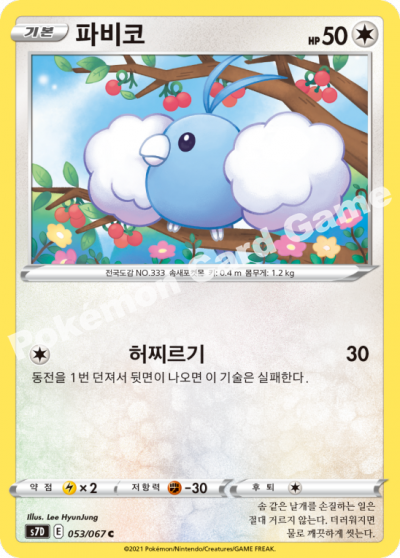 기본 파비코 HP 50
전국도감 NO.333 솜새포켓몬 키: 0.4 m 몸무게: 1.2 kg
허찌르기 30
동전을 1번 던져서 뒷면이 나오면 이 기술은 실패한다.
약점 ×2 저항력 -30 후퇴
Illus. Lee HyunJung
s7D E 053/067 C
솜 같은 날개를 손질하는 일은
절대 거르지 않는다. 더러워지면
물로 깨끗하게 씻는다.
©2021 Pokémon/Nintendo/Creatures/GAME FREAK.
Pokémon Card Game